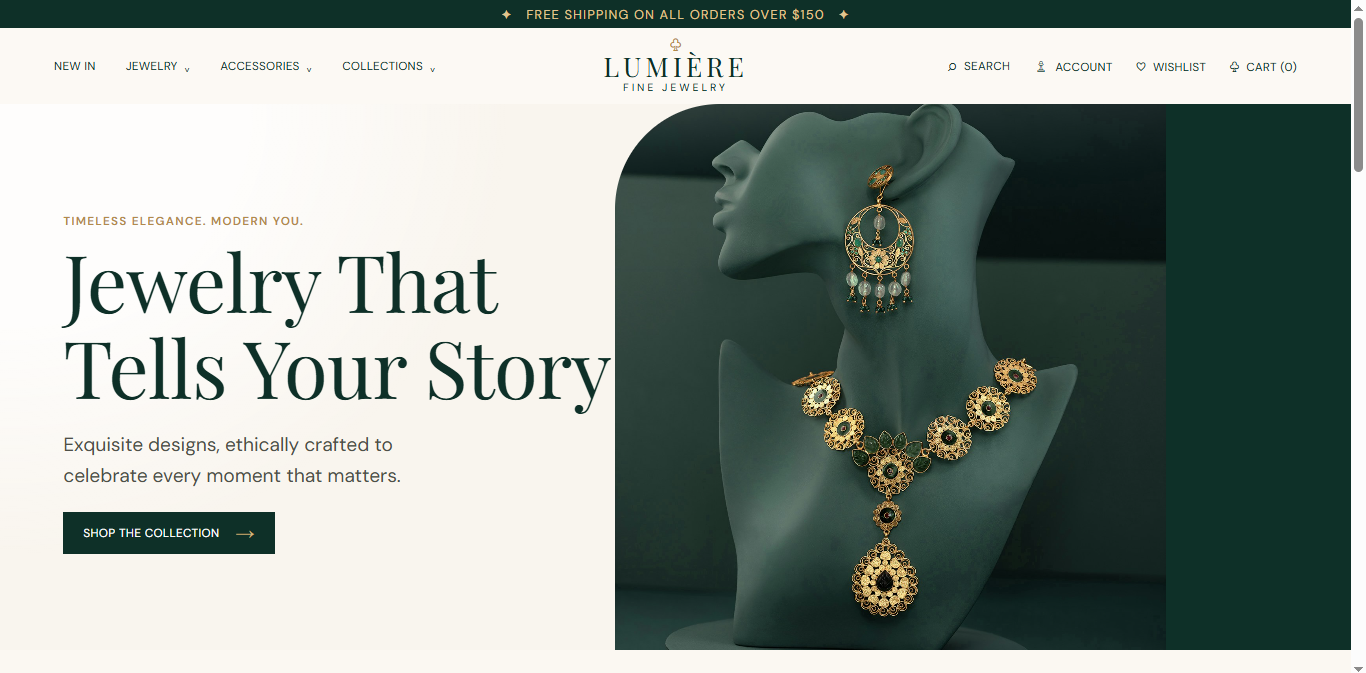 ✦ FREE SHIPPING ON ALL ORDERS OVER $150 ✦
NEW IN JEWELRY ACCESSORIES COLLECTIONS
LUMIÈRE
FINE JEWELRY
SEARCH ACCOUNT WISHLIST CART (0)
TIMELESS ELEGANCE. MODERN YOU.
Jewelry That
Tells Your Story
Exquisite designs, ethically crafted to
celebrate every moment that matters.
SHOP THE COLLECTION →